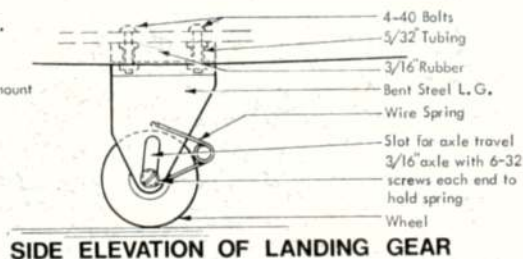 4-40 Bolts
5/32" Tubing
3/16" Rubber
mount
Bent Steel L.G.
Wire Spring
Slot for axle travel
3/16" axle with 6-32
screws each end to
hold spring
Wheel
SIDE ELEVATION OF LANDING GEAR